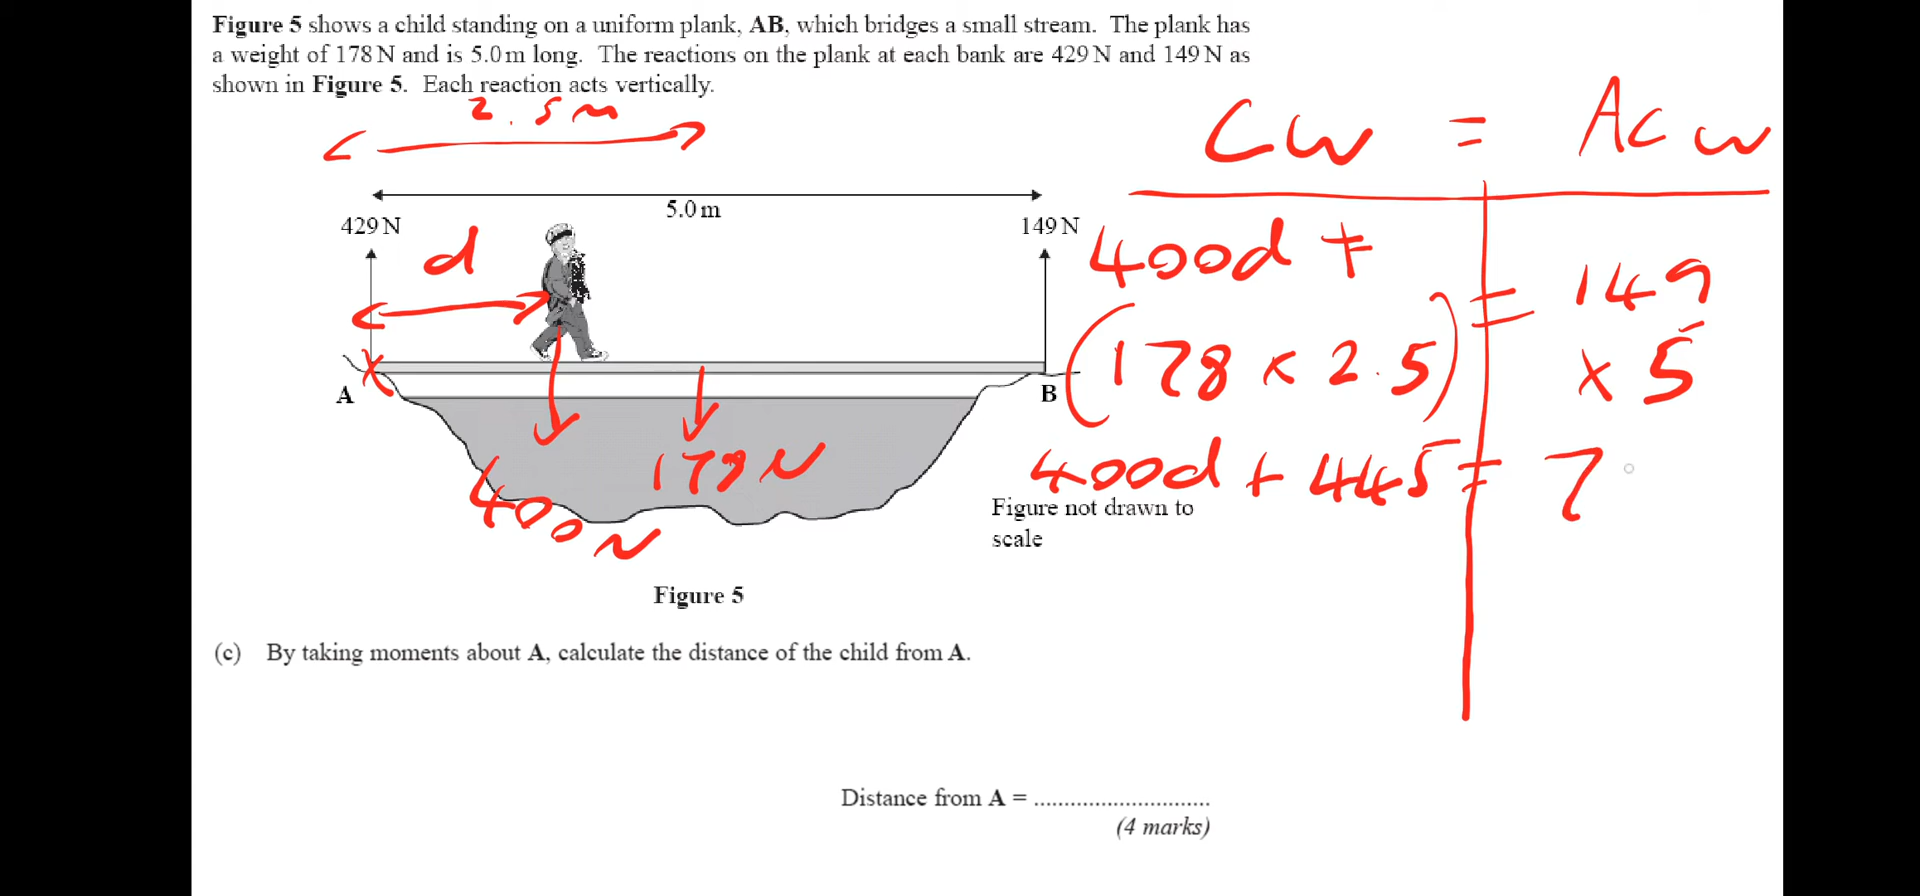 Figure 5 shows a child standing on a uniform plank, AB, which bridges a small stream. The plank has
a weight of 178 N and is 5.0 m long. The reactions on the plank at each bank are 429 N and 149 N as
shown in Figure 5. Each reaction acts vertically.
2.5m
CW = ACW
5.0 m
429 N
149 N
d
400d +
(178 × 2.5)
= 149
× 5
A
B
178N
400N
400d + 445 = 7
Figure not drawn to
scale
Figure 5
(c) By taking moments about A, calculate the distance of the child from A.
Distance from A = ............................
(4 marks)